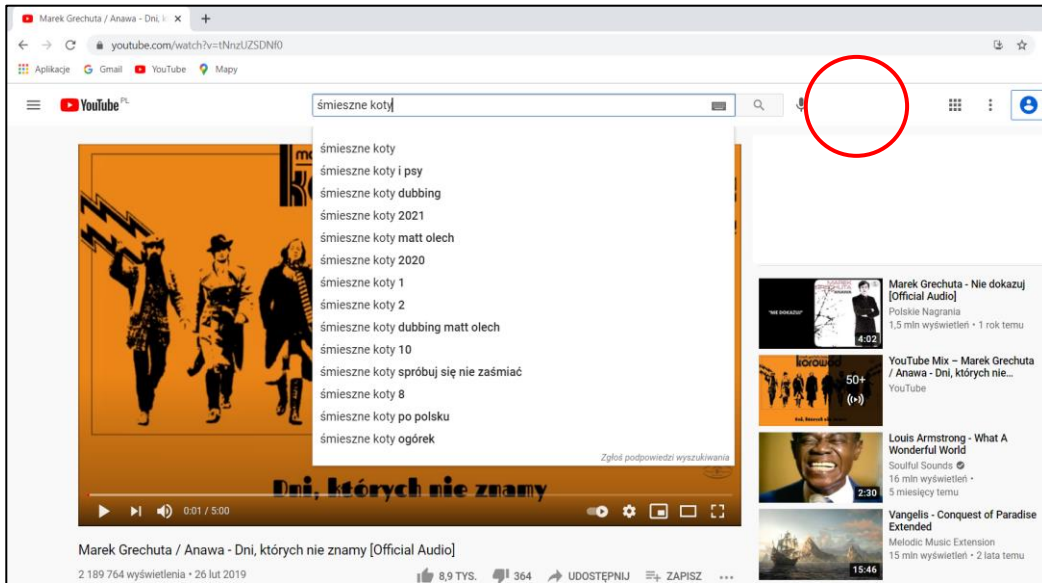 Marek Grechuta / Anawa - Dni, k
youtube.com/watch?v=tNnzUZSDNf0
Aplikacje Gmail YouTube Mapy
YouTube PL
śmieszne koty
śmieszne koty
śmieszne koty i psy
śmieszne koty dubbing
śmieszne koty 2021
śmieszne koty matt olech
śmieszne koty 2020
śmieszne koty 1
śmieszne koty 2
śmieszne koty dubbing matt olech
śmieszne koty 10
śmieszne koty spróbuj się nie zaśmiać
śmieszne koty 8
śmieszne koty po polsku
śmieszne koty ogórek
Zgłoś podpowiedzi wyszukiwania
Dni, których nie znamy
0:01 / 5:00
Marek Grechuta / Anawa - Dni, których nie znamy [Official Audio]
2 189 764 wyświetlenia • 26 lut 2019
8,9 TYS. 364 UDOSTĘPNIJ ZAPISZ
"NIE DOKAZUJ"
4:02
Marek Grechuta - Nie dokazuj
[Official Audio]
Polskie Nagrania
1,5 mln wyświetleń • 1 rok temu
korowód
50+
YouTube Mix – Marek Grechuta
/ Anawa - Dni, których nie...
YouTube
2:30
Louis Armstrong - What A
Wonderful World
Soulful Sounds
16 mln wyświetleń •
5 miesięcy temu
15:46
Vangelis - Conquest of Paradise
Extended
Melodic Music Extension
15 mln wyświetleń • 2 lata temu